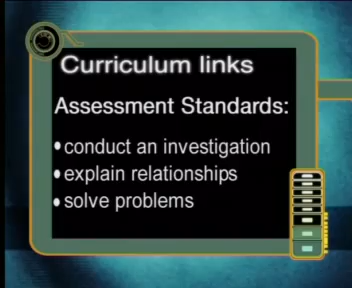 Curriculum links
Assessment Standards:
• conduct an investigation
• explain relationships
• solve problems